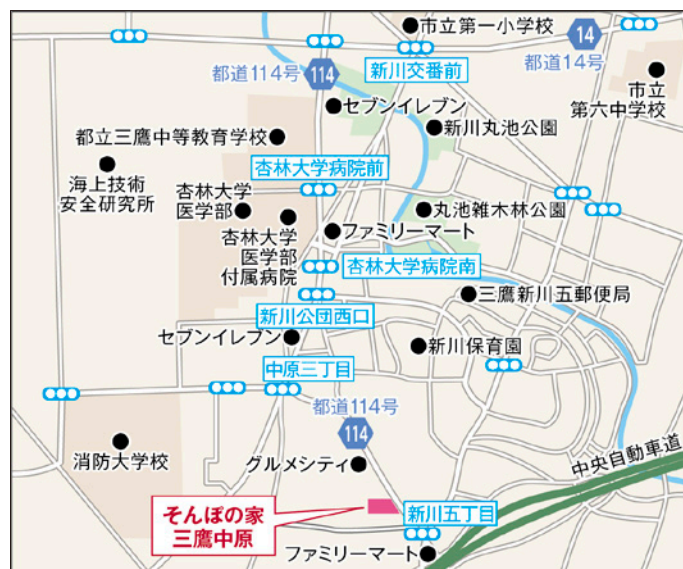 市立第一小学校
14
都道14号
都道114号
114
新川交番前
市立
第六中学校
セブンイレブン
新川丸池公園
都立三鷹中等教育学校
海上技術
安全研究所
杏林大学病院前
杏林大学
医学部
丸池雑木林公園
杏林大学
医学部
付属病院
ファミリーマート
杏林大学病院南
三鷹新川五郵便局
新川公団西口
セブンイレブン
新川保育園
中原三丁目
都道114号
114
消防大学校
グルメシティ
中央自動車道
そんぽの家
三鷹中原
新川五丁目
ファミリーマート